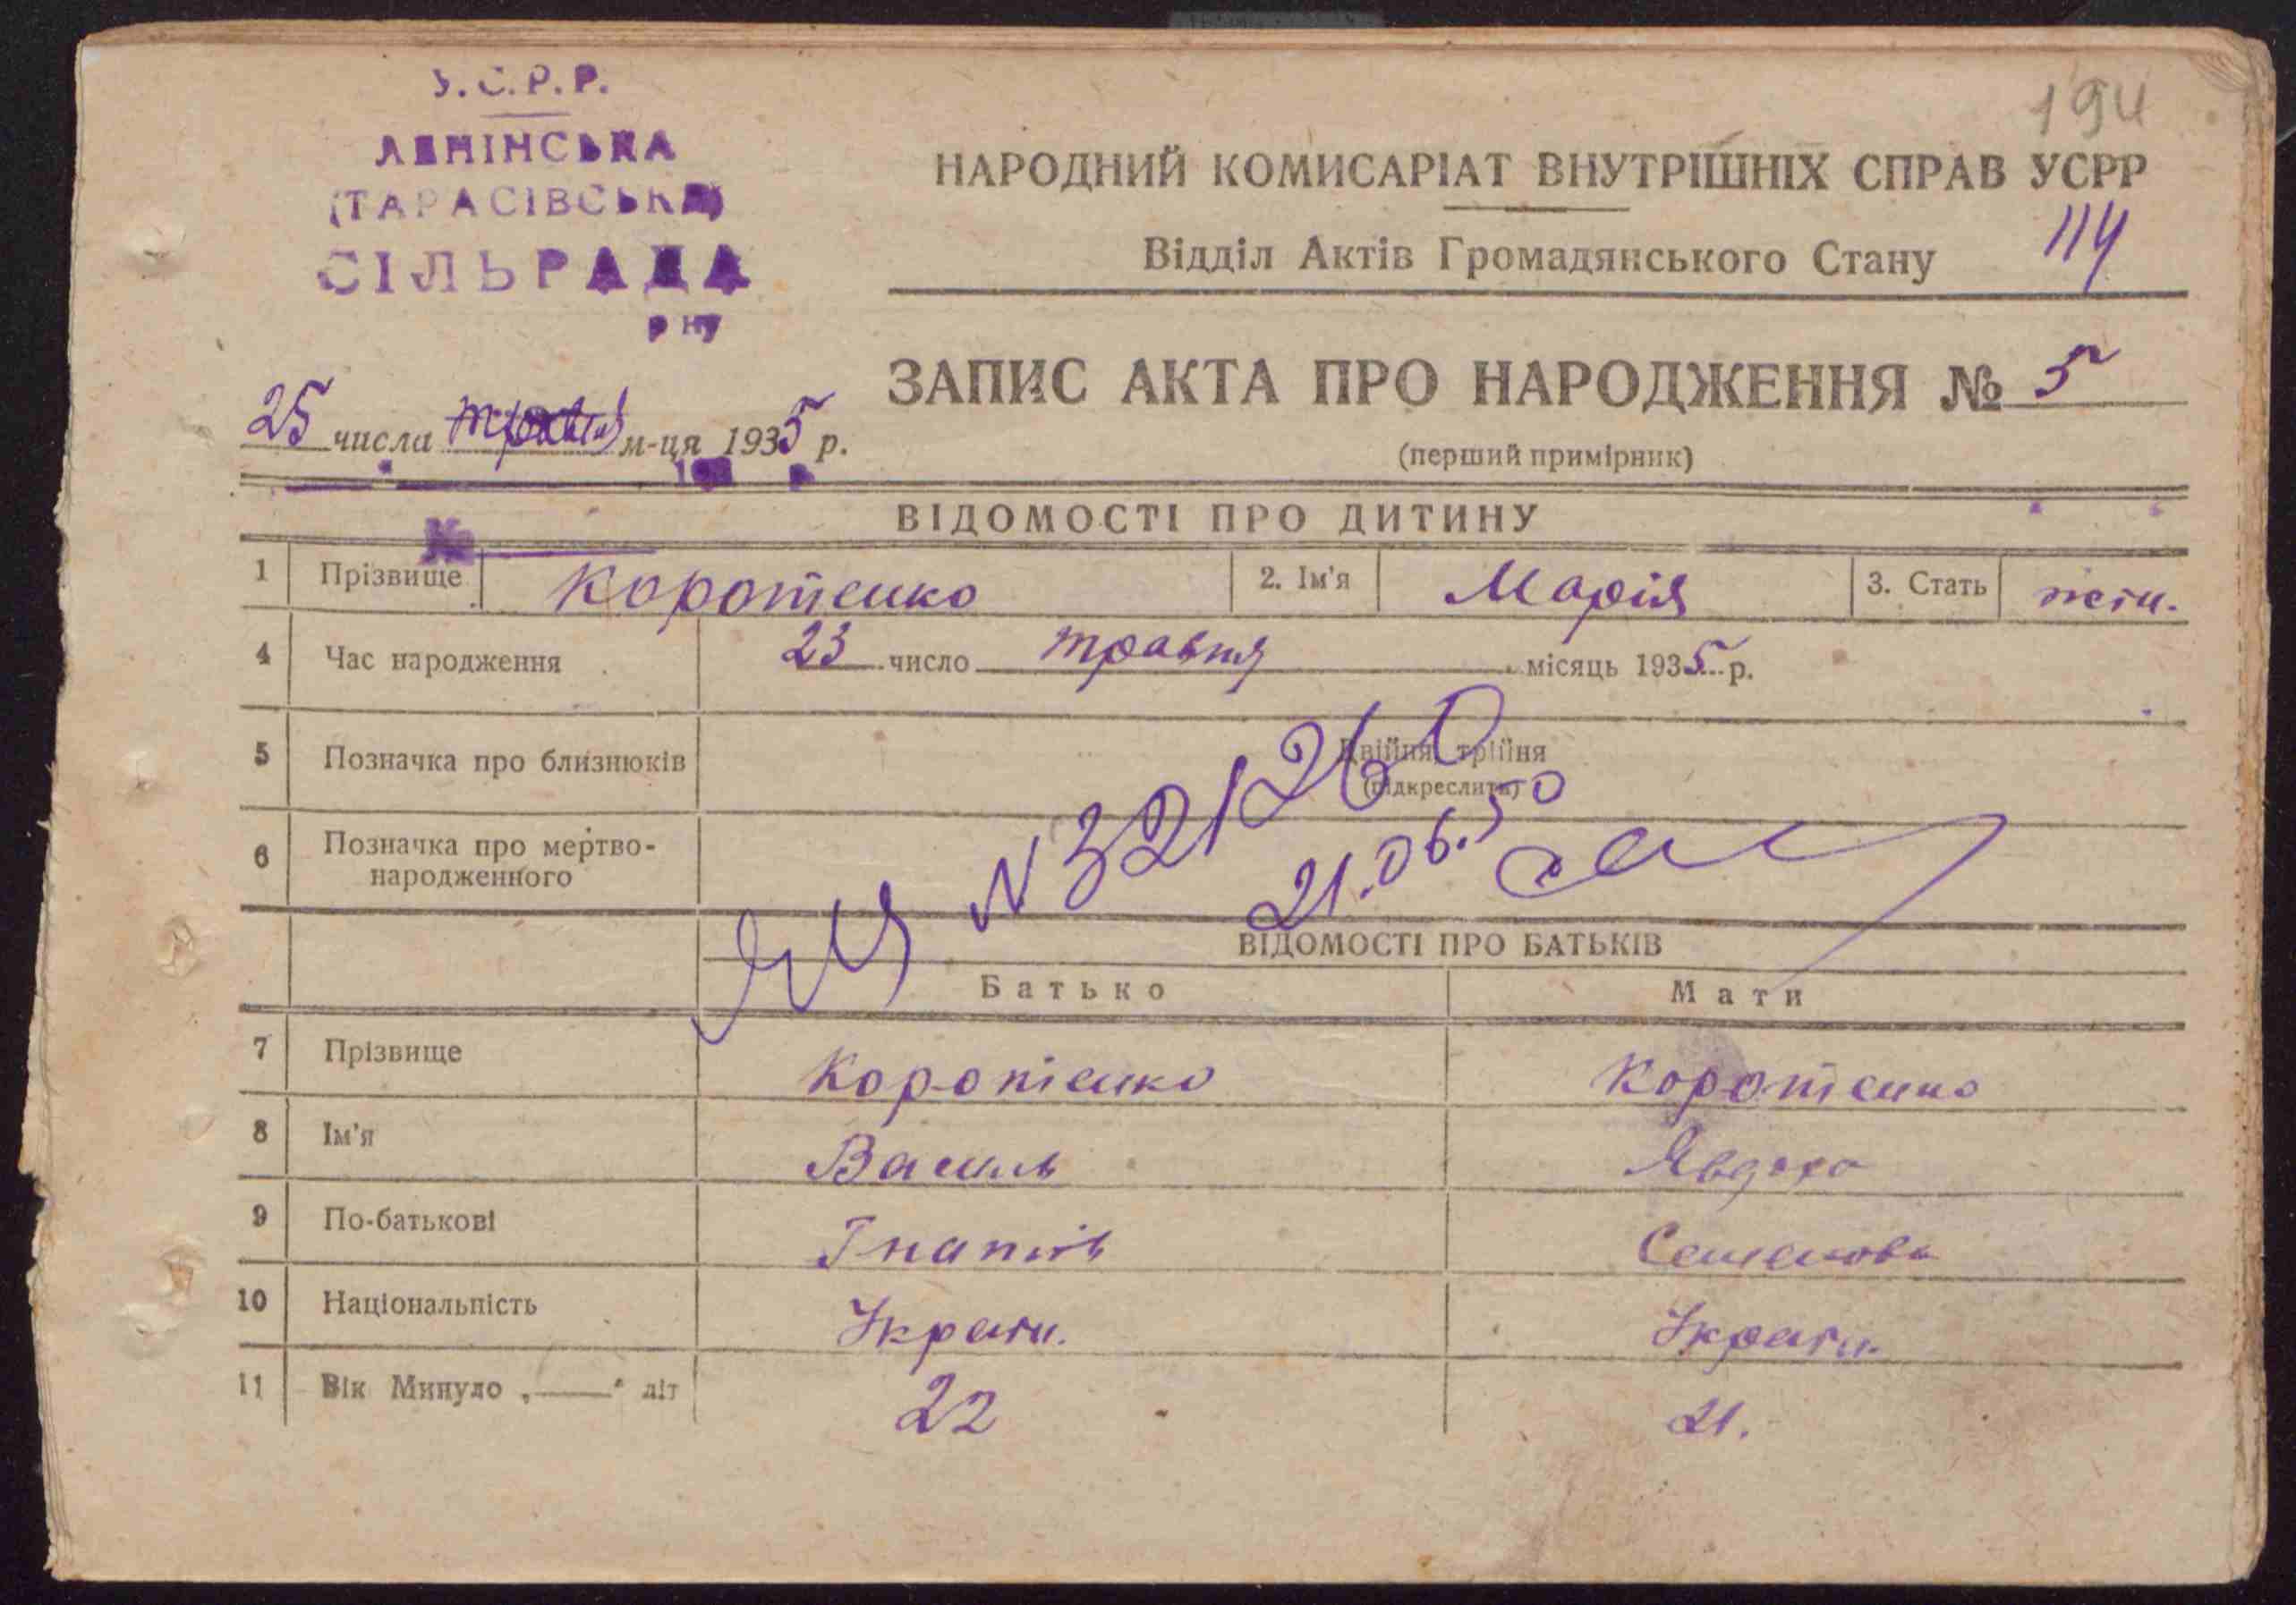 У.С.Р.Р.
ЛЕНІНСЬКА
(ТАРАСІВСЬКА)
СІЛЬРАДА
р ну
194
НАРОДНИЙ КОМИСАРІАТ ВНУТРІШНІХ СПРАВ УСРР
114
Відділ Актів Громадянського Стану
ЗАПИС АКТА ПРО НАРОДЖЕННЯ № 5
25 числа травня м-ця 1935 р.
(перший примірник)
193 р.
№
ВІДОМОСТІ ПРО ДИТИНУ
1 Прізвище Коротенко 2. Ім'я Марія 3. Стать
4 Час народження 23 число травня місяць 1935 р.
5 Позначка про близнюків Двійня, трійня
(підкреслити)
6 Позначка про мертво-
народженного
N 321260
21.06.50
ВІДОМОСТІ ПРО БАТЬКІВ
Батько Мати
7 Прізвище Коротенко Коротенко
8 Ім'я Василь Явдоха
9 По-батькові Гнатів Семенова
10 Національність Україн. Україн.
11 Вік Минуло „——“ літ 22 21.